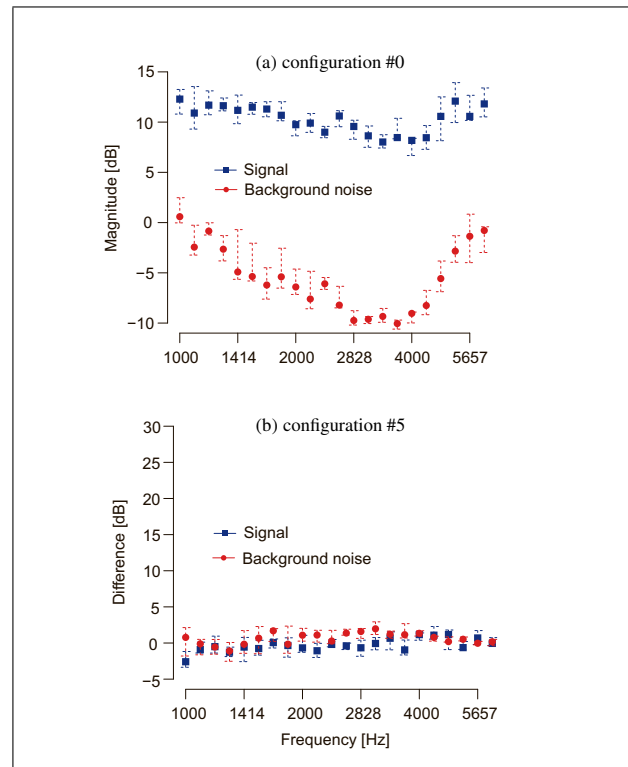 (a) configuration #0
15
10
5
0
−5
−10
Magnitude [dB]
Signal
Background noise
1000 1414 2000 2828 4000 5657
(b) configuration #5
30
25
20
15
10
5
0
−5
Difference [dB]
Signal
Background noise
1000 1414 2000 2828 4000 5657
Frequency [Hz]